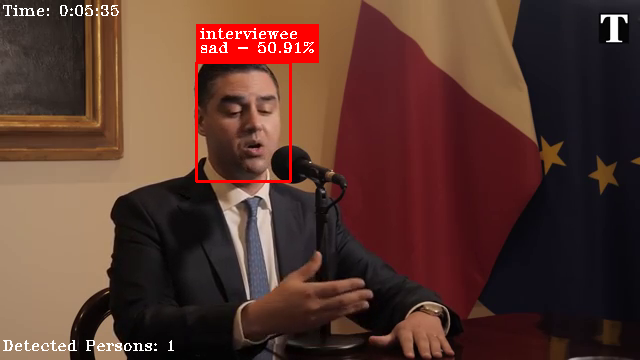 Time: 0:05:35
interviewee
sad - 50.91%
T
Detected Persons: 1